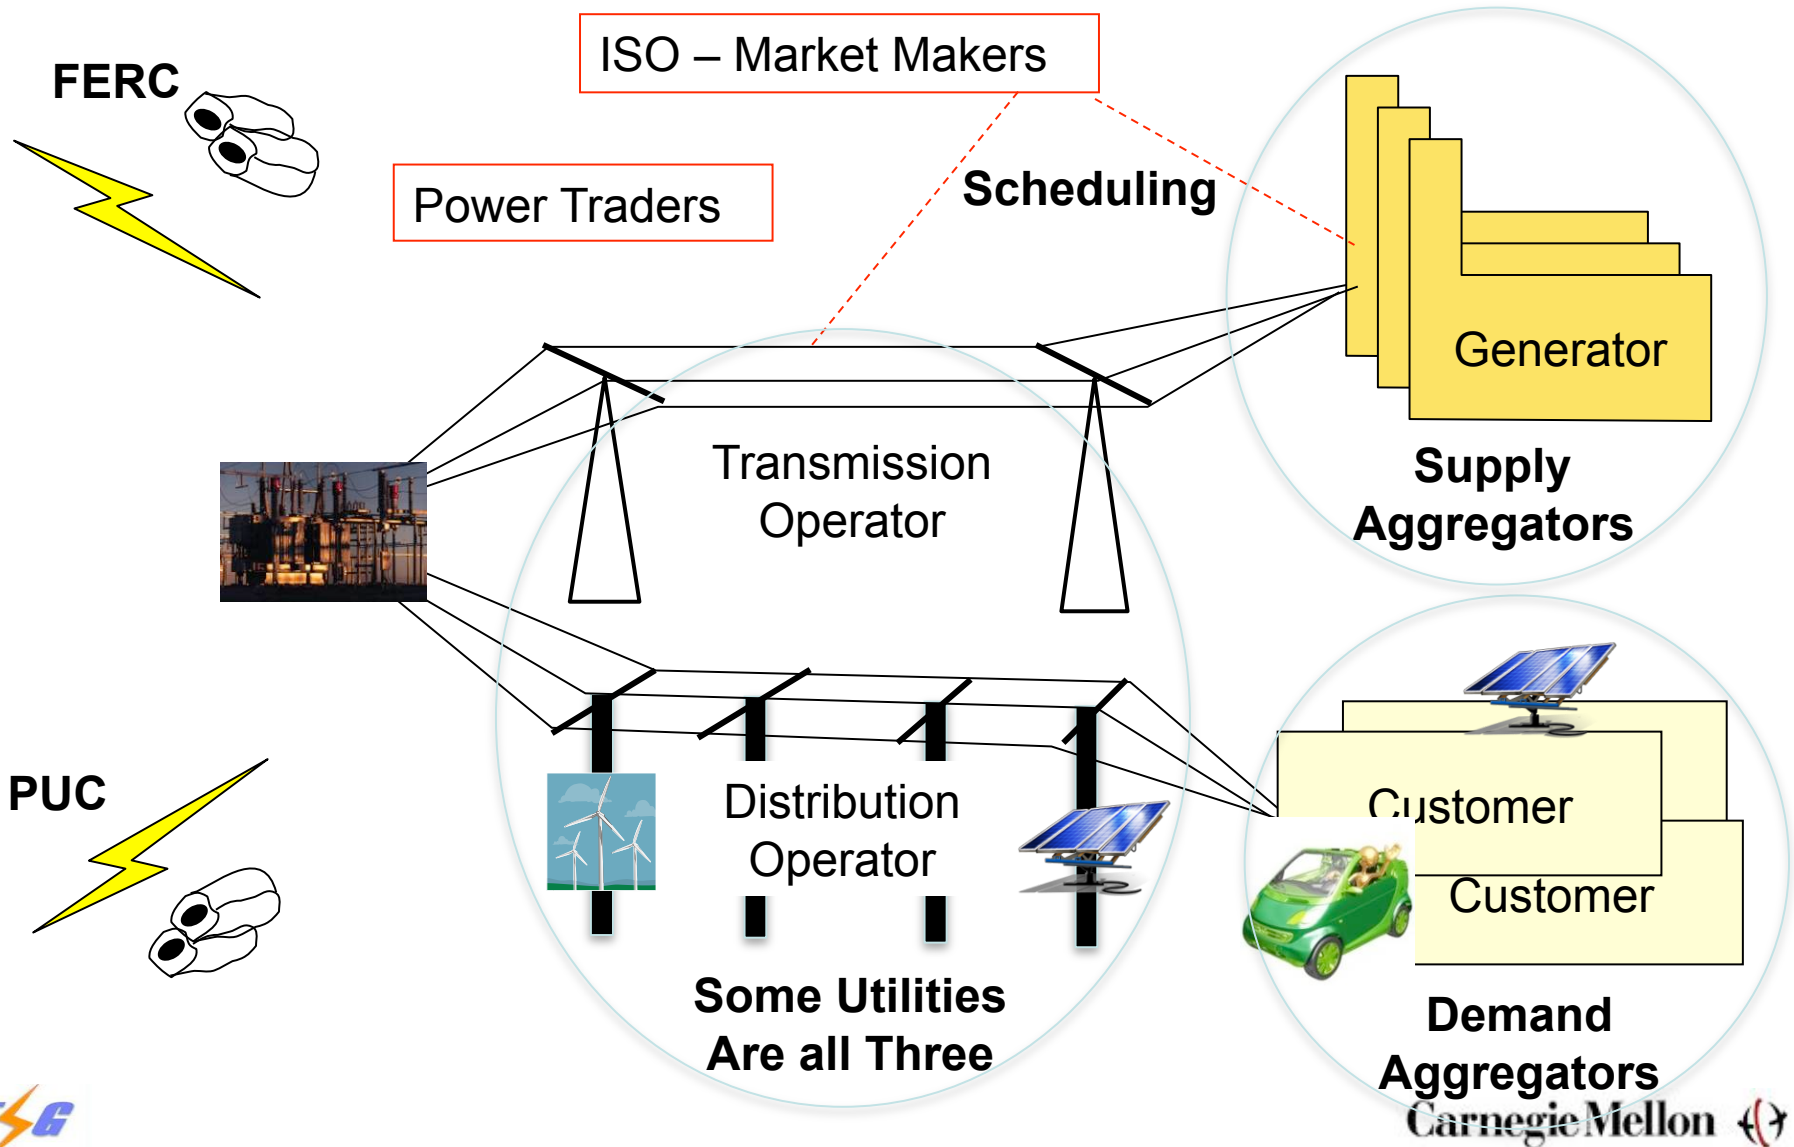 ISO – Market Makers
FERC
Power Traders
Scheduling
Generator
Transmission
Operator
Supply
Aggregators
PUC
Distribution
Operator
Customer
Customer
Some Utilities
Are all Three
Demand
Aggregators
Carnegie Mellon